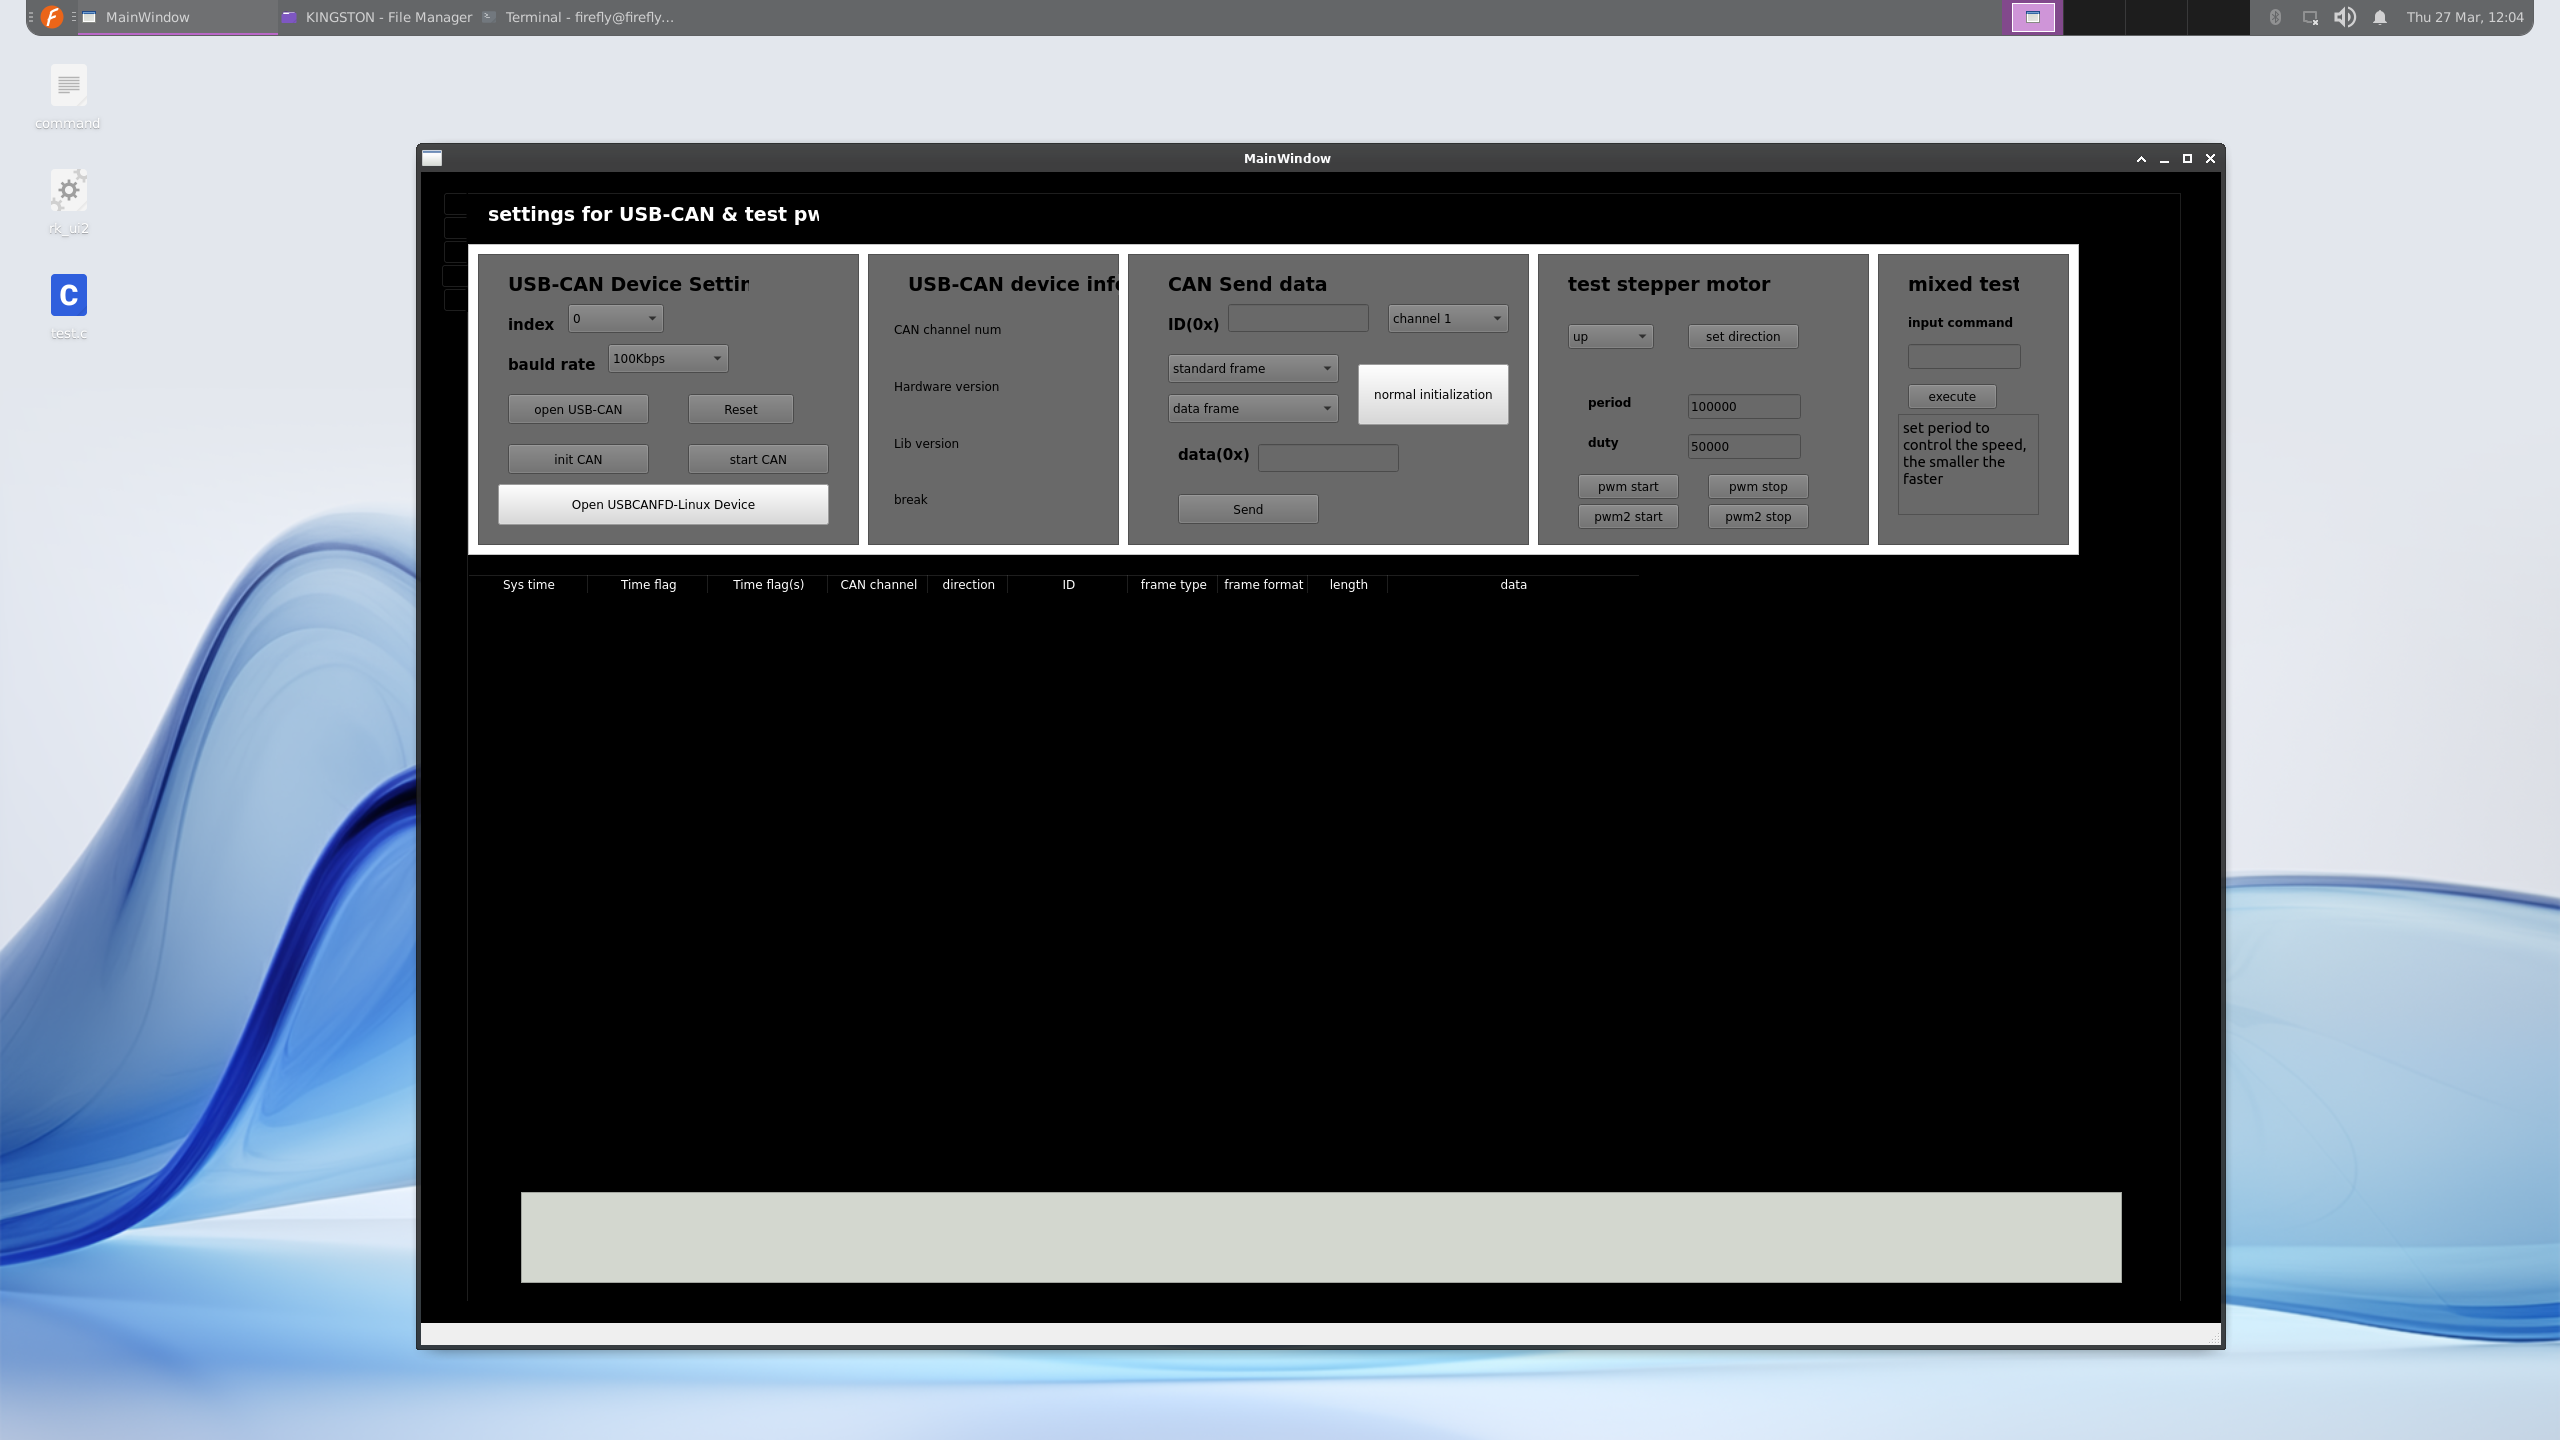 MainWindow
KINGSTON - File Manager
Terminal - firefly@firefly...
Thu 27 Mar, 12:04
command
rk_ui2
C
test.c
MainWindow
settings for USB-CAN & test pw
USB-CAN Device Settin
index
0
bauld rate
100Kbps
open USB-CAN
Reset
init CAN
start CAN
Open USBCANFD-Linux Device
USB-CAN device info
CAN channel num
Hardware version
Lib version
break
CAN Send data
ID(0x)
channel 1
standard frame
data frame
normal initialization
data(0x)
Send
test stepper motor
up
set direction
period
100000
duty
50000
pwm start
pwm stop
pwm2 start
pwm2 stop
mixed test
input command
execute
set period to
control the speed,
the smaller the
faster
Sys time
Time flag
Time flag(s)
CAN channel
direction
ID
frame type
frame format
length
data